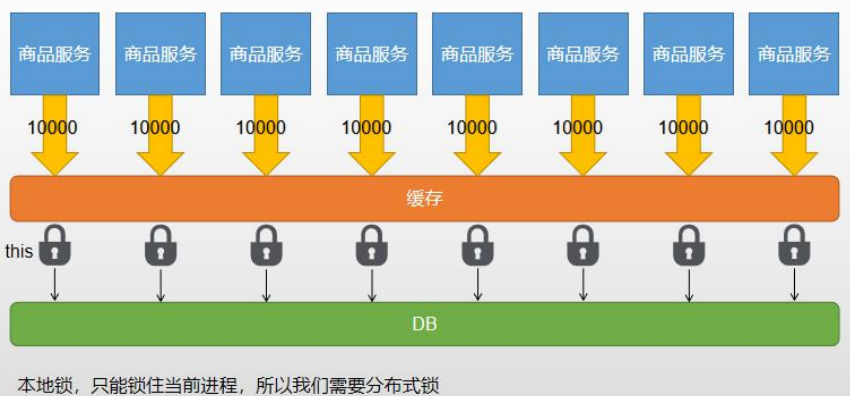 商品服务 商品服务 商品服务 商品服务 商品服务 商品服务 商品服务 商品服务
10000 10000 10000 10000 10000 10000 10000 10000
缓存
this
DB
本地锁，只能锁住当前进程，所以我们需要分布式锁